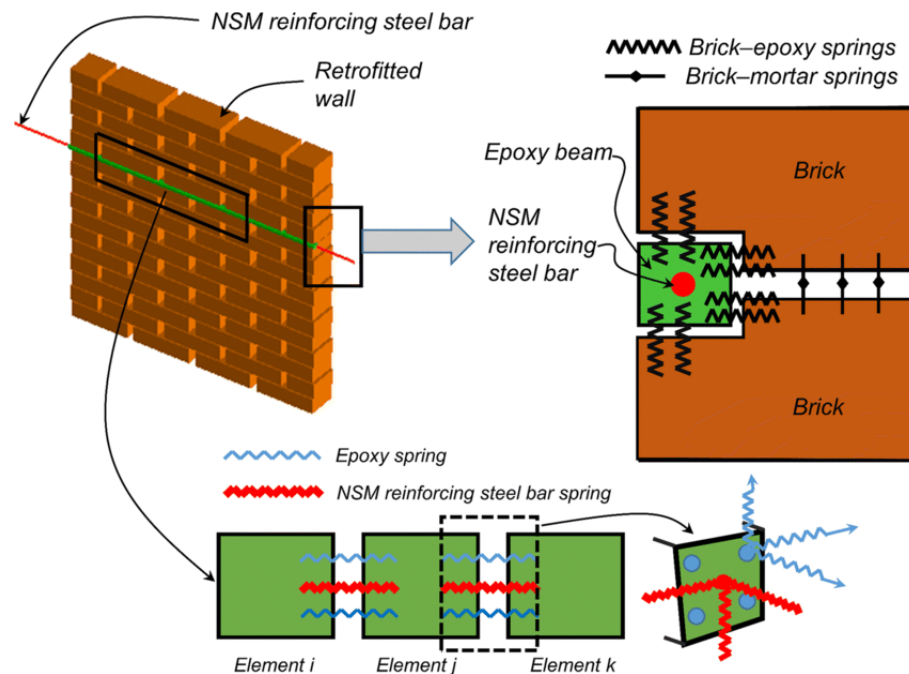 NSM reinforcing steel bar
Retrofitted
wall
Brick–epoxy springs
Brick–mortar springs
Epoxy beam
Brick
NSM
reinforcing
steel bar
Brick
Epoxy spring
NSM reinforcing steel bar spring
Element i
Element j
Element k